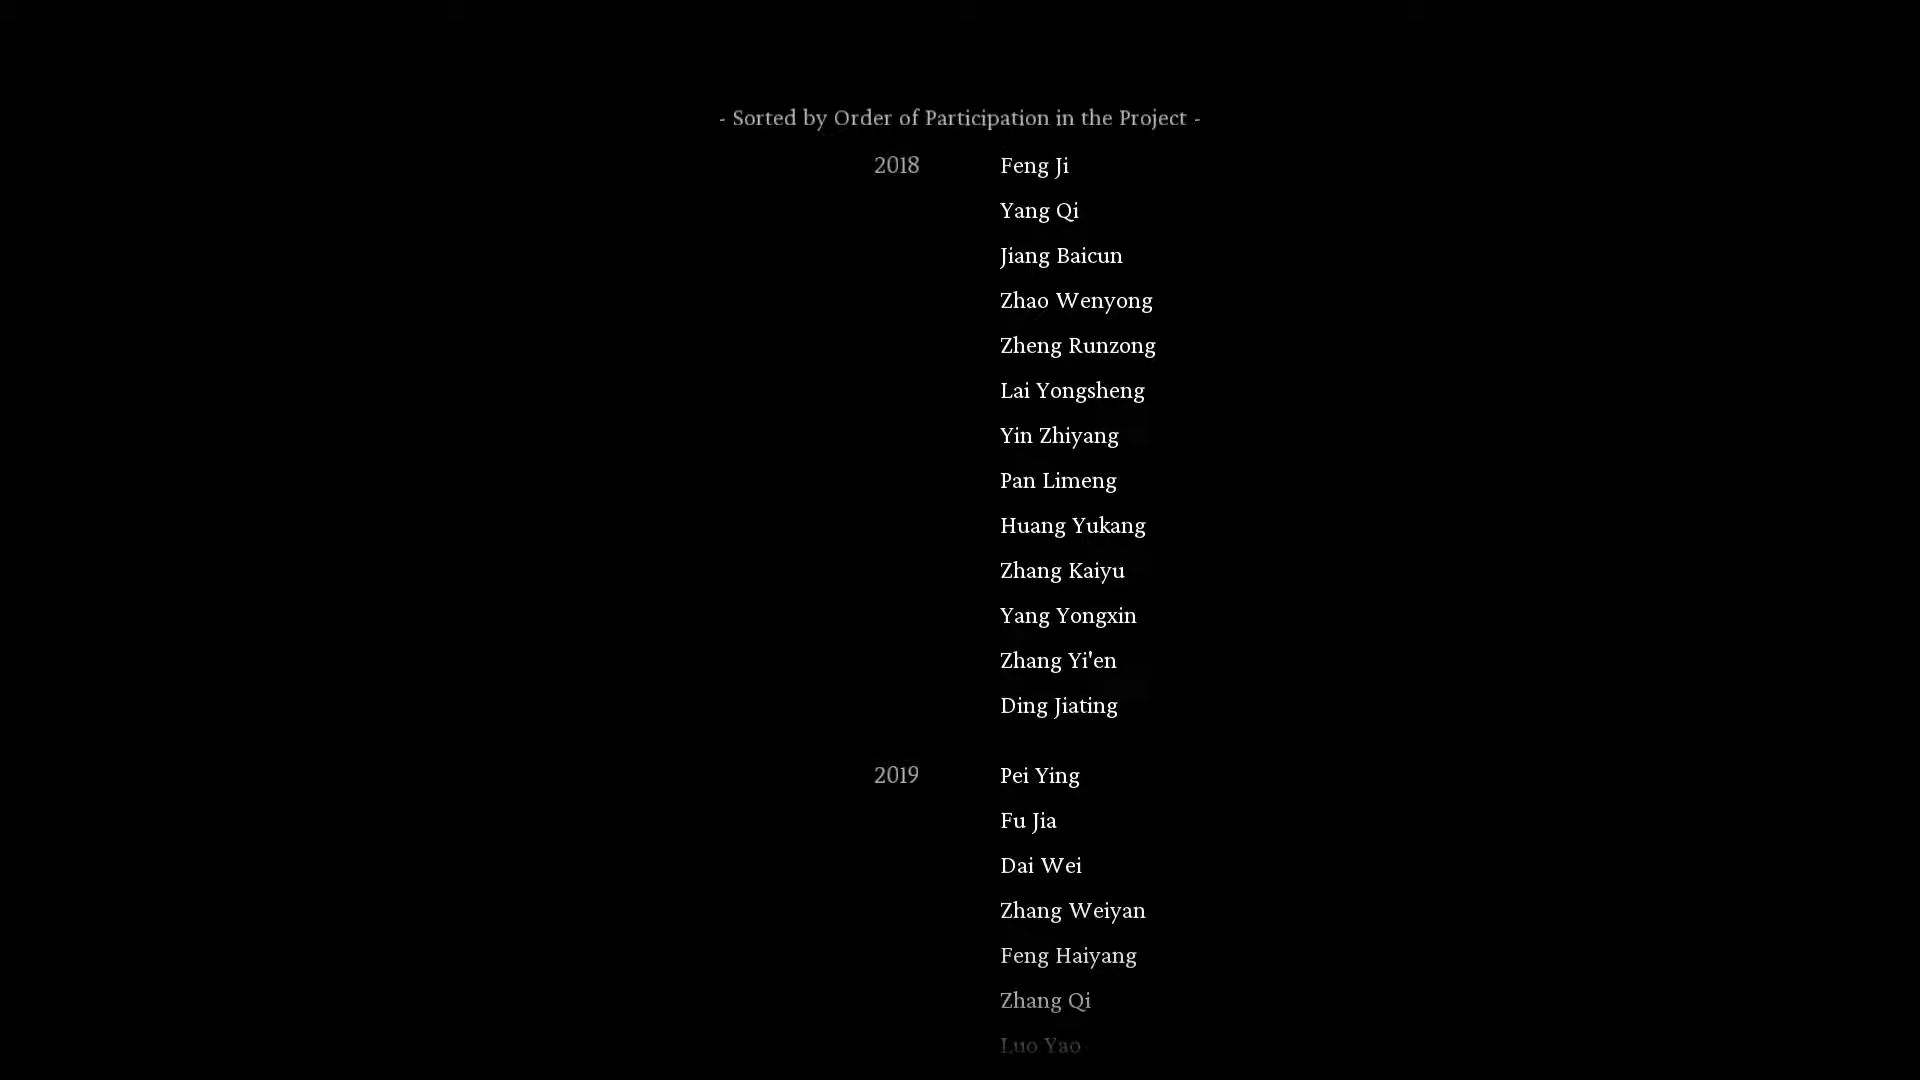 - Sorted by Order of Participation in the Project -
2018 Feng Ji
Yang Qi
Jiang Baicun
Zhao Wenyong
Zheng Runzong
Lai Yongsheng
Yin Zhiyang
Pan Limeng
Huang Yukang
Zhang Kaiyu
Yang Yongxin
Zhang Yi'en
Ding Jiating
2019 Pei Ying
Fu Jia
Dai Wei
Zhang Weiyan
Feng Haiyang
Zhang Qi
Luo Yao